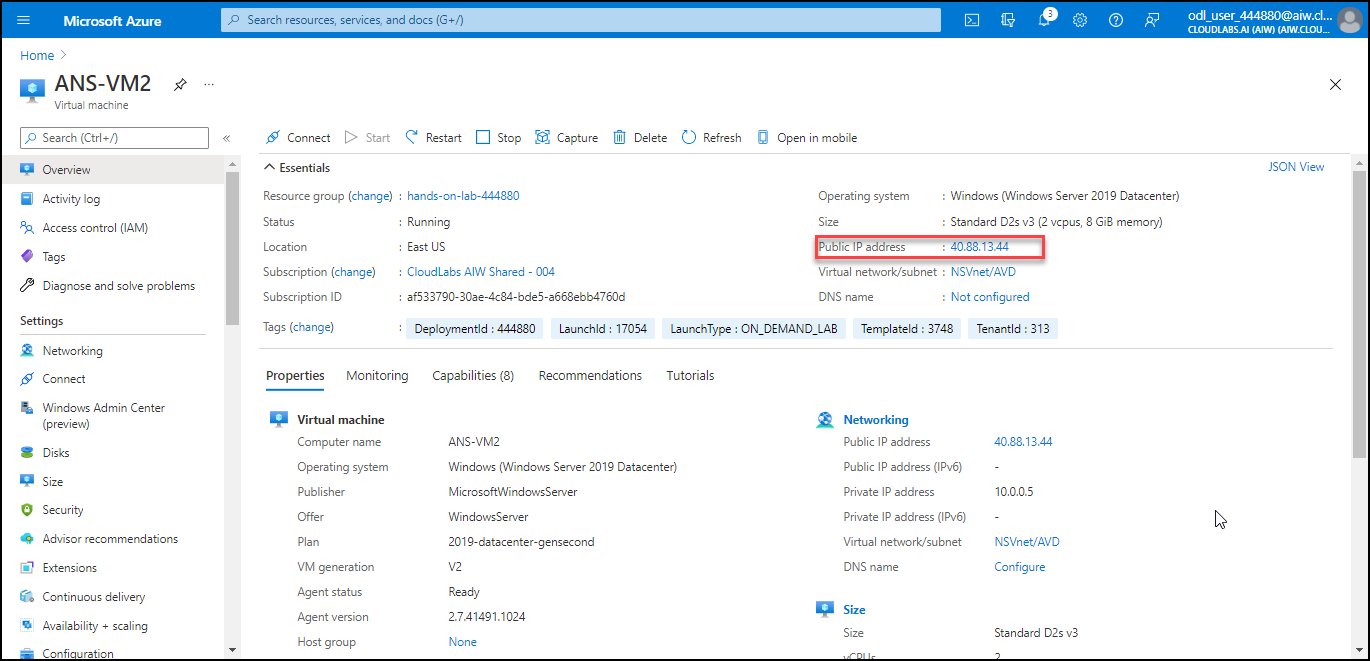 Microsoft Azure
Search resources, services, and docs (G+/)
3
odl_user_444880@aiw.cl...
CLOUDLABS.AI (AIW) (AIW.CLOU...
Home
ANS-VM2
...
Virtual machine
Search (Ctrl+/)
«
Overview
Activity log
Access control (IAM)
Tags
Diagnose and solve problems
Settings
Networking
Connect
Windows Admin Center
(preview)
Disks
Size
Security
Advisor recommendations
Extensions
Continuous delivery
Availability + scaling
Configuration
Connect Start Restart Stop Capture Delete Refresh Open in mobile
Essentials JSON View
Resource group (change) : hands-on-lab-444880
Status : Running
Location : East US
Subscription (change) : CloudLabs AIW Shared - 004
Subscription ID : af533790-30ae-4c84-bde5-a668ebb4760d
Operating system : Windows (Windows Server 2019 Datacenter)
Size : Standard D2s v3 (2 vcpus, 8 GiB memory)
Public IP address : 40.88.13.44
Virtual network/subnet : NSVnet/AVD
DNS name : Not configured
Tags (change) : DeploymentId : 444880 LaunchId : 17054 LaunchType : ON_DEMAND_LAB TemplateId : 3748 TenantId : 313
Properties Monitoring Capabilities (8) Recommendations Tutorials
Virtual machine
Computer name ANS-VM2
Operating system Windows (Windows Server 2019 Datacenter)
Publisher MicrosoftWindowsServer
Offer WindowsServer
Plan 2019-datacenter-gensecond
VM generation V2
Agent status Ready
Agent version 2.7.41491.1024
Host group None
Networking
Public IP address 40.88.13.44
Public IP address (IPv6) -
Private IP address 10.0.0.5
Private IP address (IPv6) -
Virtual network/subnet NSVnet/AVD
DNS name Configure
Size
Size Standard D2s v3
vCPUs 2